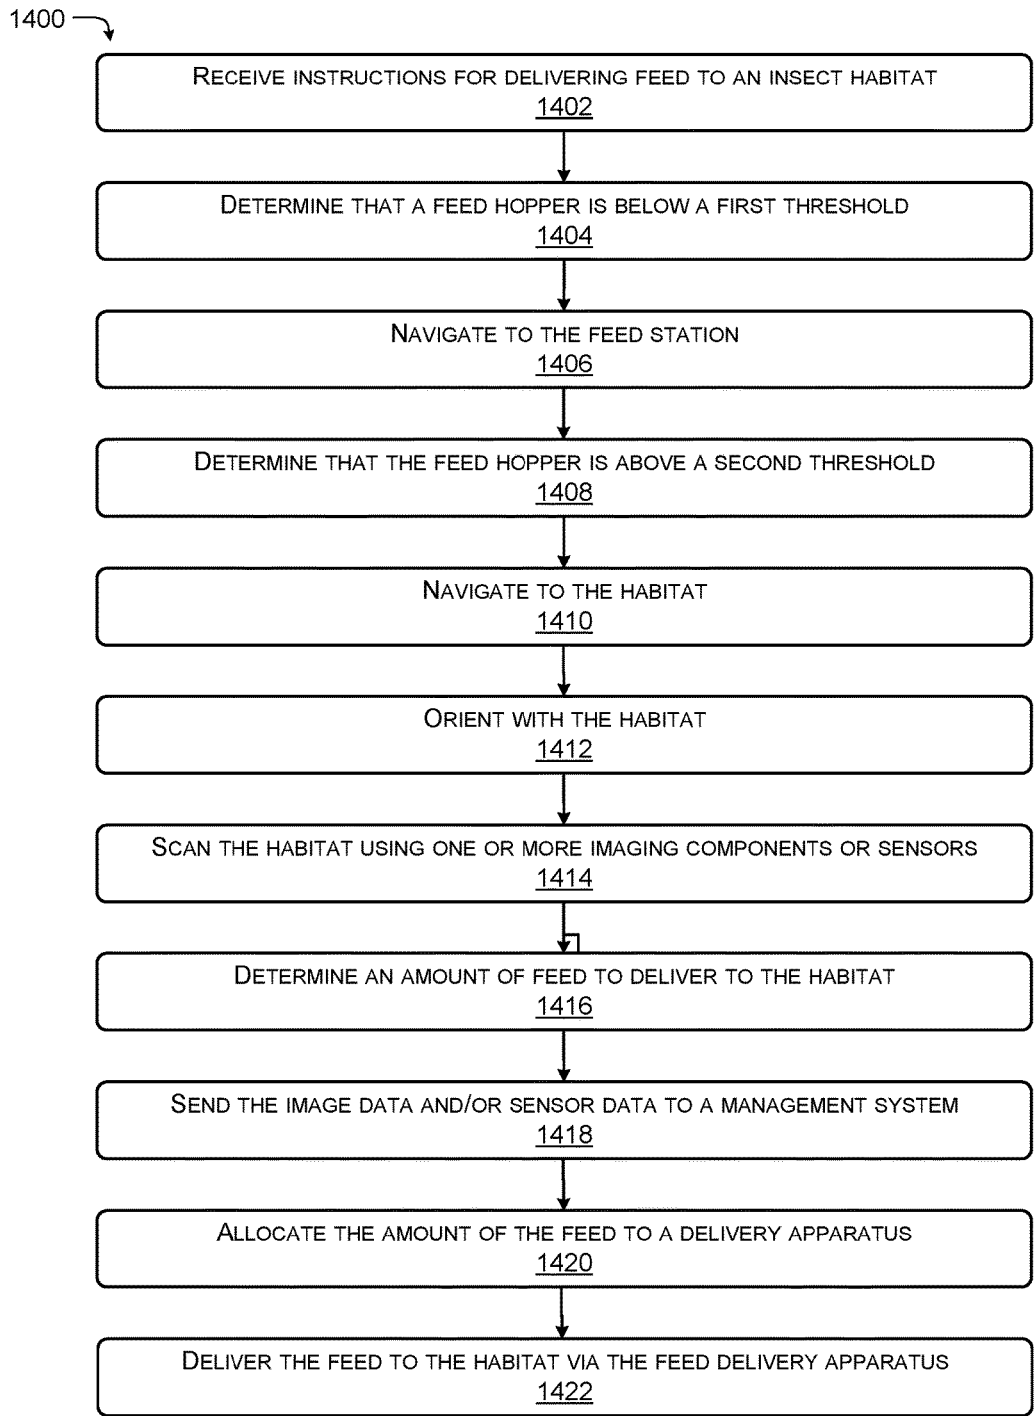 1400
RECEIVE INSTRUCTIONS FOR DELIVERING FEED TO AN INSECT HABITAT
1402
DETERMINE THAT A FEED HOPPER IS BELOW A FIRST THRESHOLD
1404
NAVIGATE TO THE FEED STATION
1406
DETERMINE THAT THE FEED HOPPER IS ABOVE A SECOND THRESHOLD
1408
NAVIGATE TO THE HABITAT
1410
ORIENT WITH THE HABITAT
1412
SCAN THE HABITAT USING ONE OR MORE IMAGING COMPONENTS OR SENSORS
1414
DETERMINE AN AMOUNT OF FEED TO DELIVER TO THE HABITAT
1416
SEND THE IMAGE DATA AND/OR SENSOR DATA TO A MANAGEMENT SYSTEM
1418
ALLOCATE THE AMOUNT OF THE FEED TO A DELIVERY APPARATUS
1420
DELIVER THE FEED TO THE HABITAT VIA THE FEED DELIVERY APPARATUS
1422